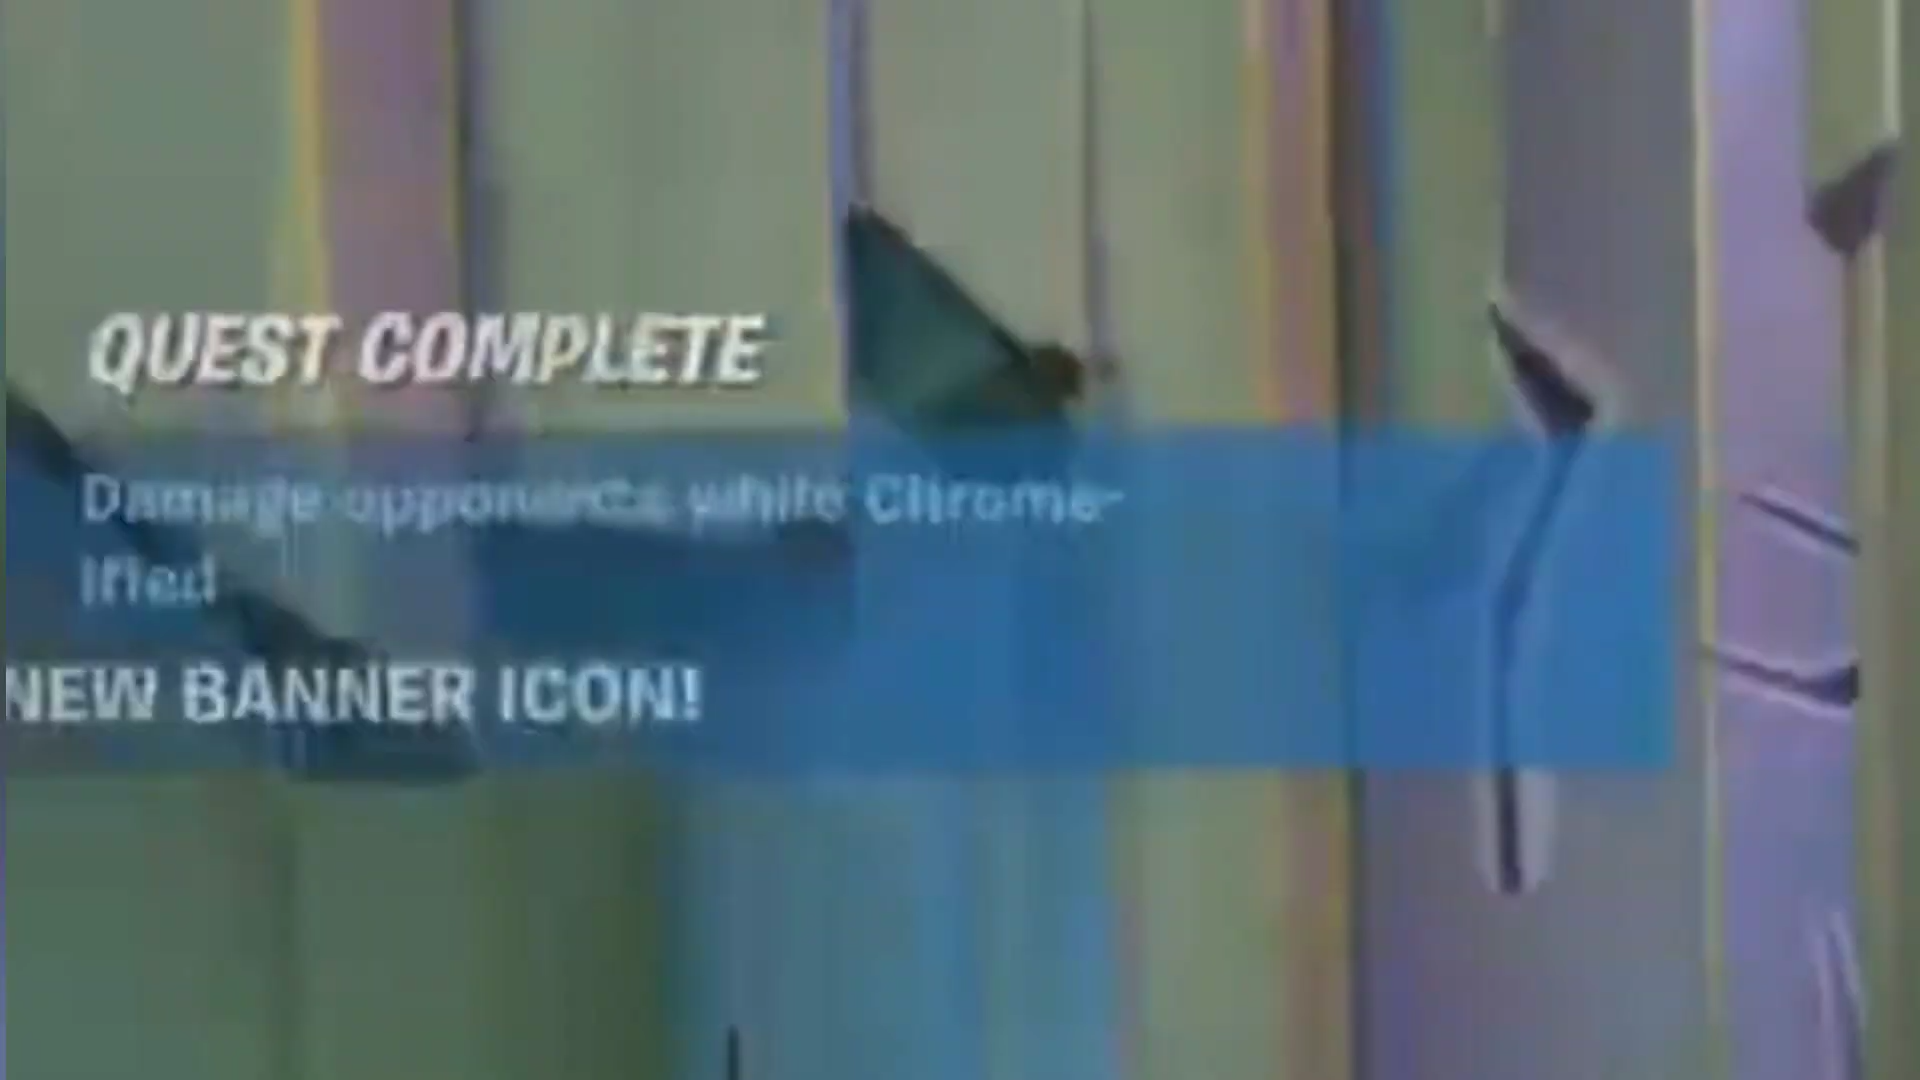 QUEST COMPLETE
Damage opponents while Chrome-
ified
NEW BANNER ICON!